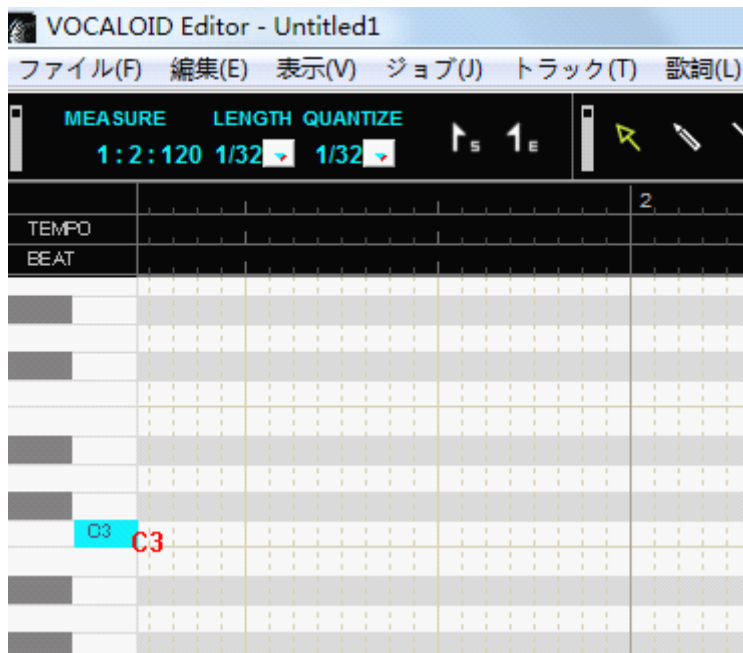 VOCALOID Editor - Untitled1
ファイル(F) 編集(E) 表示(V) ジョブ(J) トラック(T) 歌詞(L)
MEASURE LENGTH QUANTIZE
1 : 2 : 120 1/32 1/32
S E
2
TEMPO
BEAT
C3 C3